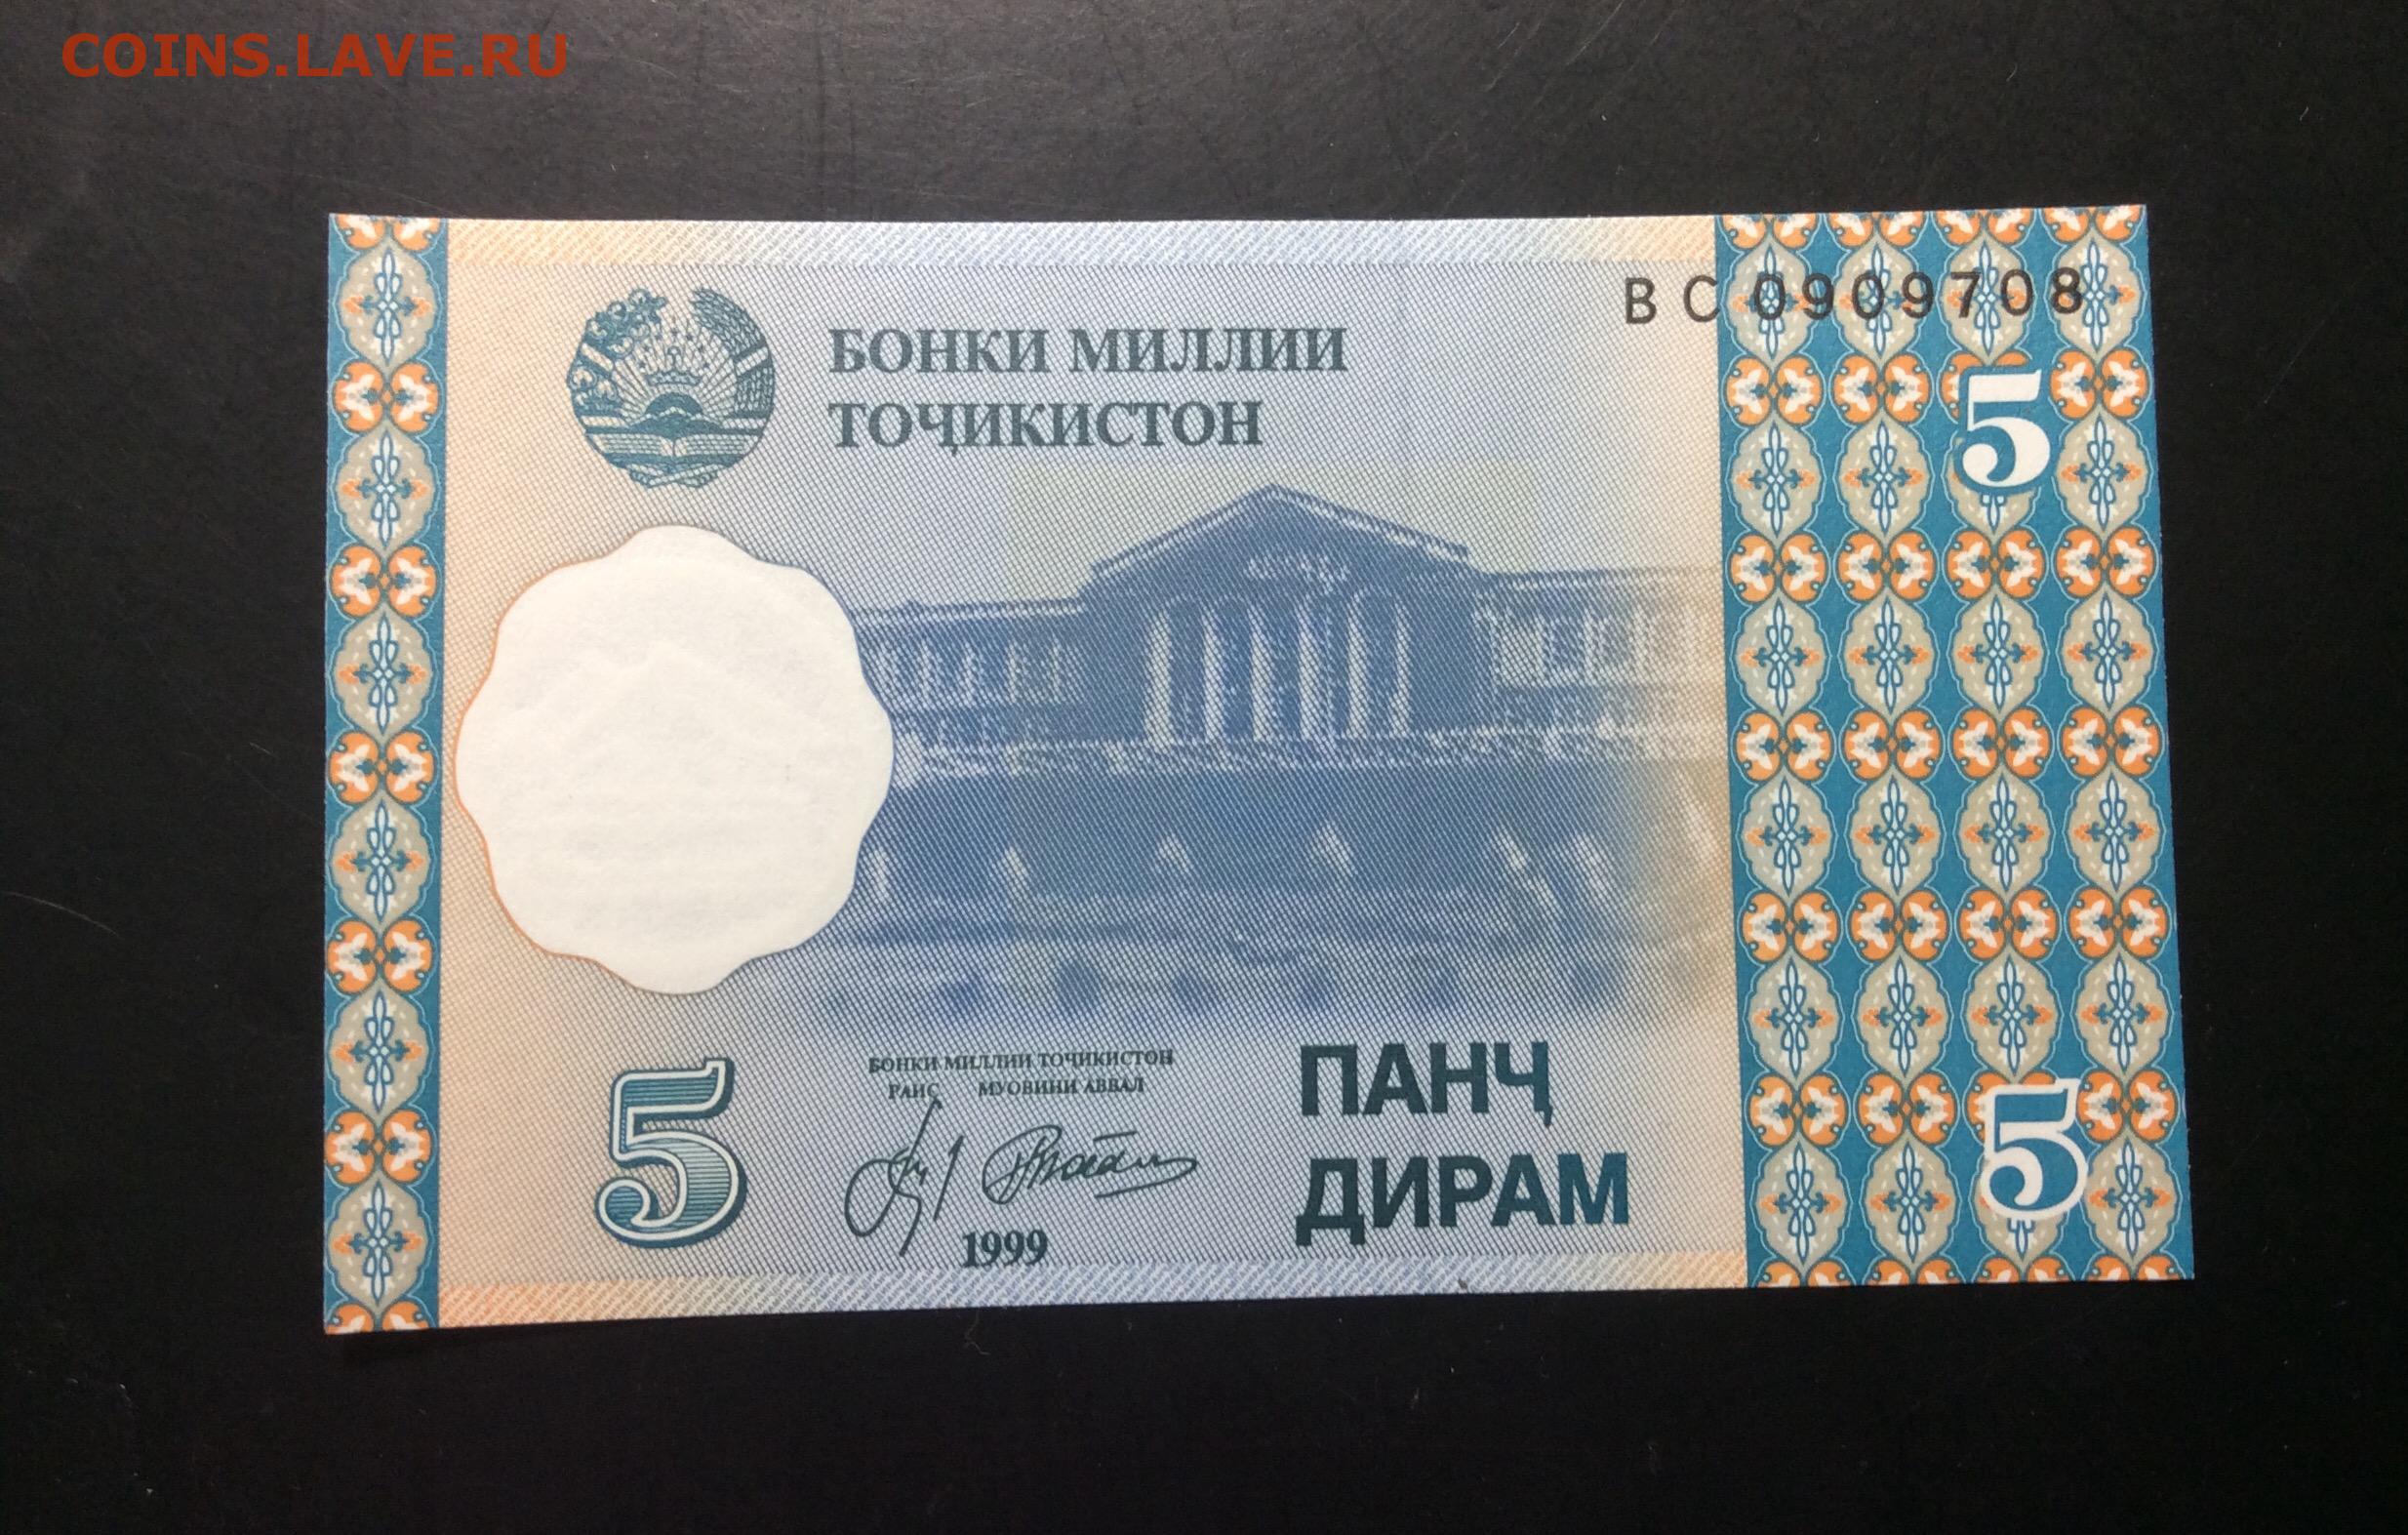 COINS.LAVE.RU
ВС 0909708
БОНКИ МИЛЛИИ
ТОҶИКИСТОН
5
5
БОНКИ МИЛЛИИ ТОҶИКИСТОН
РАИС МУОВИНИ АВВАЛ
ПАНҶ
ДИРАМ
5
1999
5